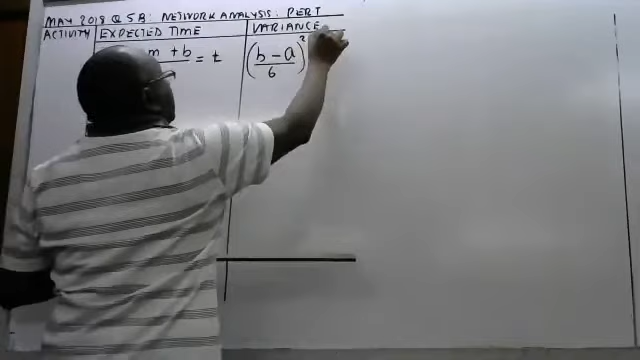 MAY 2018 Q 5B: NETWORK ANALYSIS: PERT
ACTIVITY EXPECTED TIME VARIANCE
m + b = t (b - a / 6)²